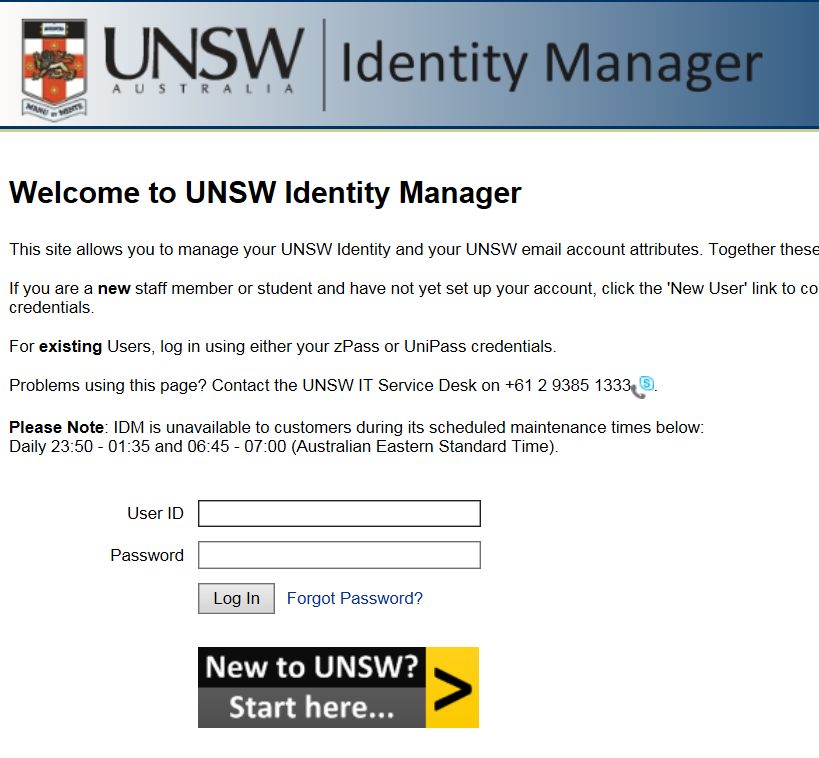 UNSW
AUSTRALIA
Identity Manager
MANU et MENTE
Welcome to UNSW Identity Manager
This site allows you to manage your UNSW Identity and your UNSW email account attributes. Together these
If you are a new staff member or student and have not yet set up your account, click the 'New User' link to co
credentials.
For existing Users, log in using either your zPass or UniPass credentials.
Problems using this page? Contact the UNSW IT Service Desk on +61 2 9385 1333.
Please Note: IDM is unavailable to customers during its scheduled maintenance times below:
Daily 23:50 - 01:35 and 06:45 - 07:00 (Australian Eastern Standard Time).
User ID
Password
Log In Forgot Password?
New to UNSW?
Start here...
>